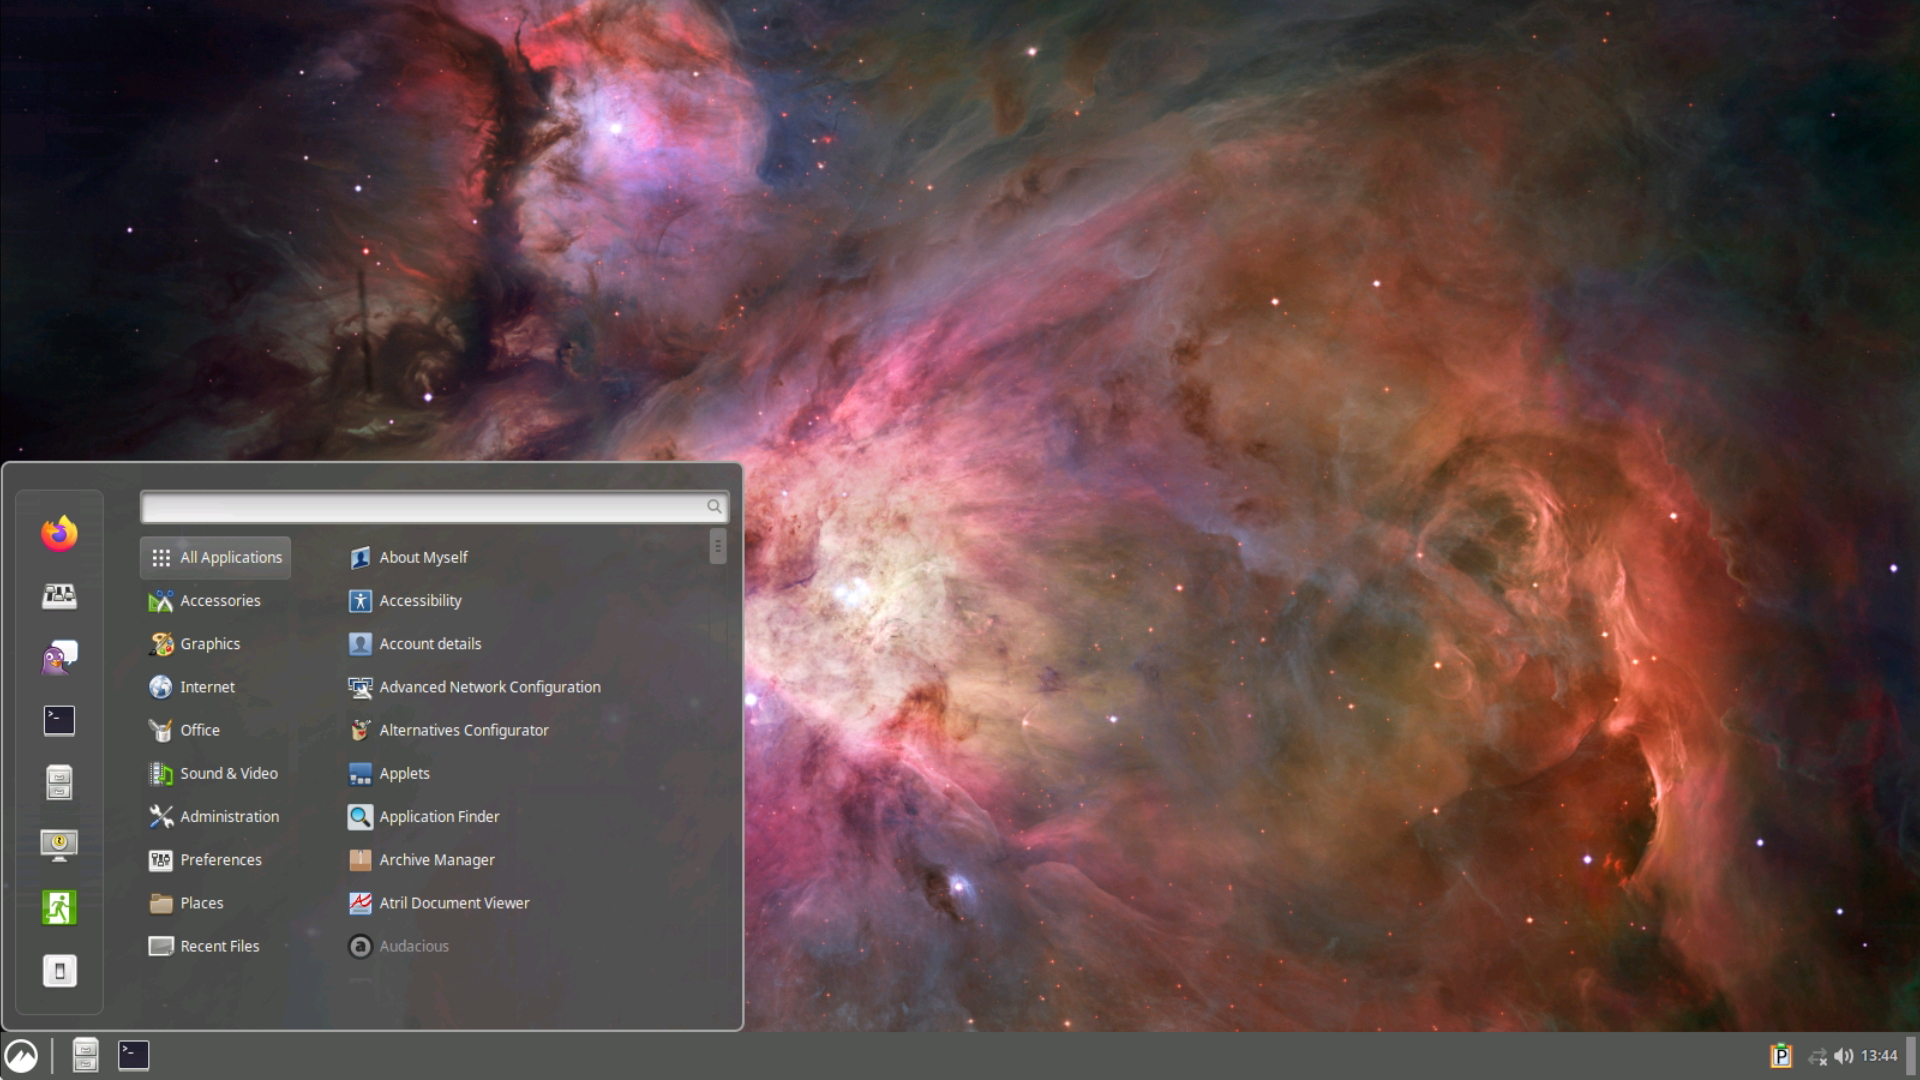 All Applications
Accessories
Graphics
Internet
Office
Sound & Video
Administration
Preferences
Places
Recent Files
About Myself
Accessibility
Account details
Advanced Network Configuration
Alternatives Configurator
Applets
Application Finder
Archive Manager
Atril Document Viewer
Audacious
P
13:44